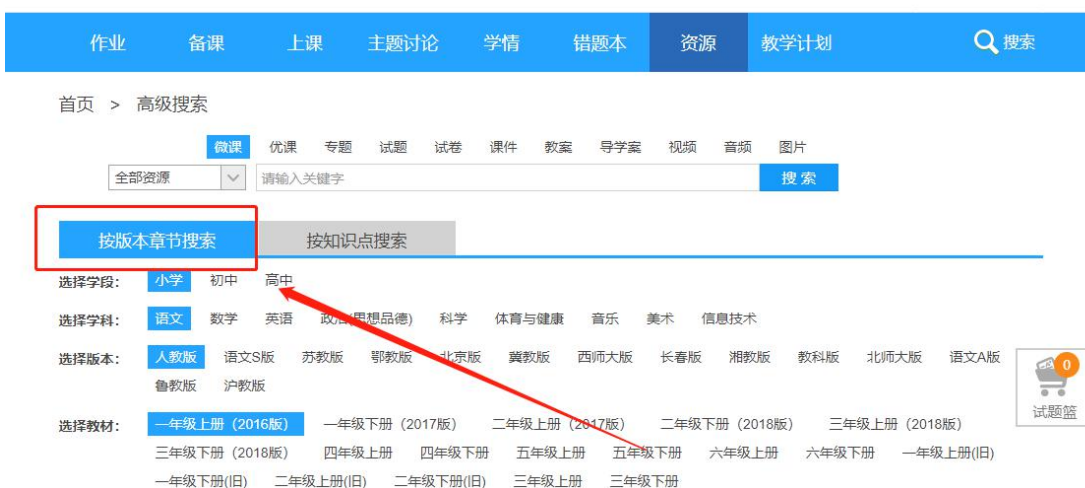 作业 备课 上课 主题讨论 学情 错题本 资源 教学计划 搜索
首页 > 高级搜索
微课 优课 专题 试题 试卷 课件 教案 导学案 视频 音频 图片
全部资源 请输入关键字 搜索
按版本章节搜索 按知识点搜索
选择学段: 小学 初中 高中
选择学科: 语文 数学 英语 政治(思想品德) 科学 体育与健康 音乐 美术 信息技术
选择版本: 人教版 语文S版 苏教版 鄂教版 北京版 冀教版 西师大版 长春版 湘教版 教科版 北师大版 语文A版
鲁教版 沪教版
0
试题篮
选择教材: 一年级上册（2016版） 一年级下册（2017版） 二年级上册（2017版） 二年级下册（2018版） 三年级上册（2018版）
三年级下册（2018版） 四年级上册 四年级下册 五年级上册 五年级下册 六年级上册 六年级下册 一年级上册(旧)
一年级下册(旧) 二年级上册(旧) 二年级下册(旧) 三年级上册 三年级下册